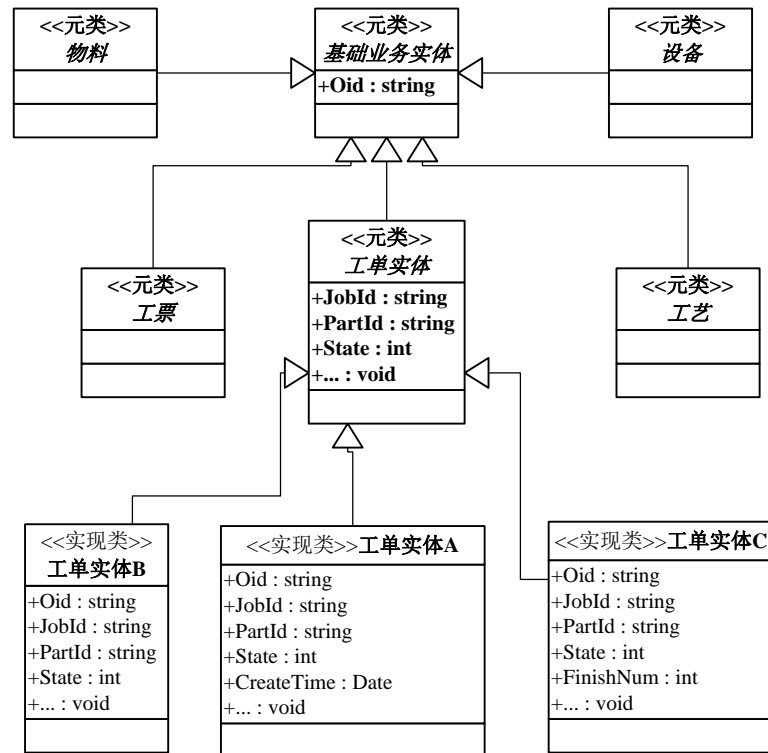 <<元类>>
物料
<<元类>>
基础业务实体
+Oid : string
<<元类>>
设备
<<元类>>
工票
<<元类>>
工单实体
+JobId : string
+PartId : string
+State : int
+... : void
<<元类>>
工艺
<<实现类>>
工单实体B
+Oid : string
+JobId : string
+PartId : string
+State : int
+... : void
<<实现类>>工单实体A
+Oid : string
+JobId : string
+PartId : string
+State : int
+CreateTime : Date
+... : void
<<实现类>>工单实体C
+Oid : string
+JobId : string
+PartId : string
+State : int
+FinishNum : int
+... : void